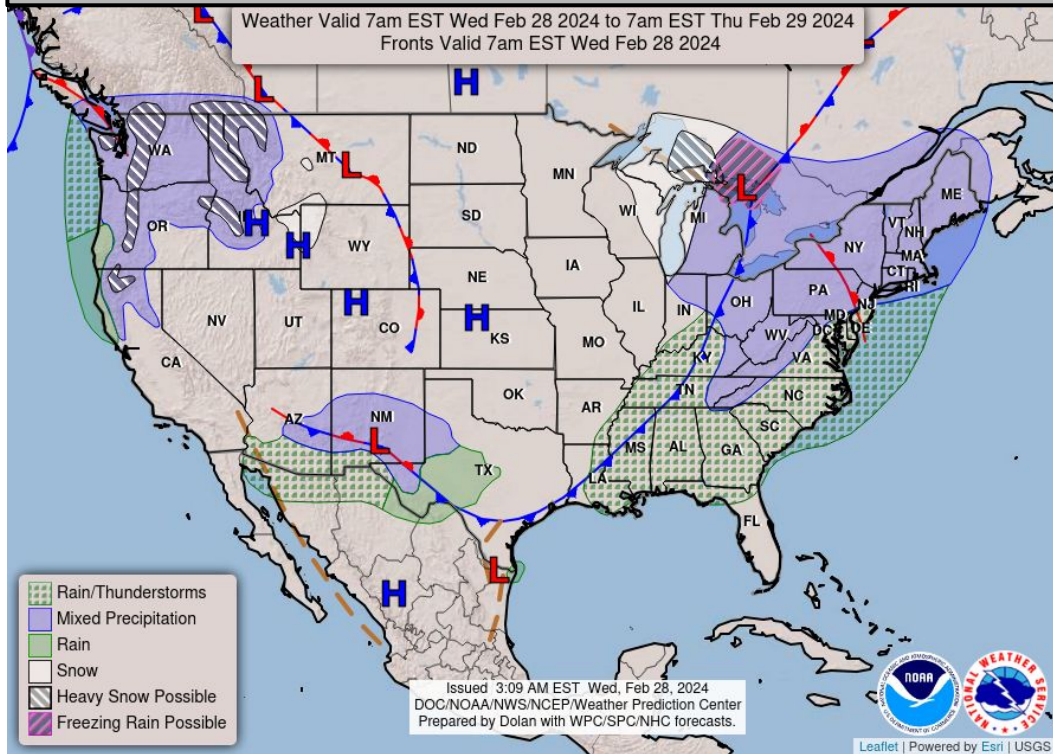 Weather Valid 7am EST Wed Feb 28 2024 to 7am EST Thu Feb 29 2024
Fronts Valid 7am EST Wed Feb 28 2024
L
L
L
H
WA
MT
L
ND
MN
L
ME
OR
H
H
SD
WI
MI
VT
NH
NY
MA
WY
CT
RI
IA
NE
PA
H
H
OH
NJ
NV
UT
CO
KS
IL
IN
MD
DE
DC
WV
VA
MO
KY
CA
AZ
NM
OK
AR
TN
NC
L
SC
TX
MS
AL
GA
LA
FL
L
H
Rain/Thunderstorms
Mixed Precipitation
Rain
Snow
Heavy Snow Possible
Freezing Rain Possible
Issued 3:09 AM EST Wed, Feb 28, 2024
DOC/NOAA/NWS/NCEP/Weather Prediction Center
Prepared by Dolan with WPC/SPC/NHC forecasts.
NOAA
NATIONAL WEATHER SERVICE
Leaflet | Powered by Esri | USGS